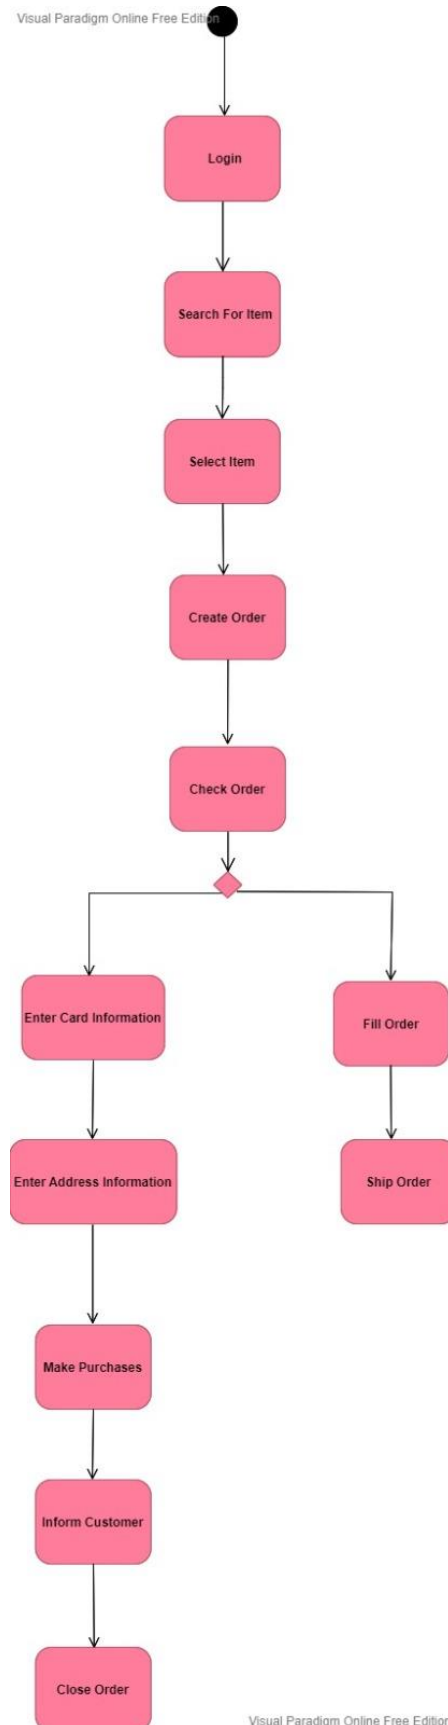 Visual Paradigm Online Free Edition
Login
Search For Item
Select Item
Create Order
Check Order
Enter Card Information
Fill Order
Enter Address Information
Ship Order
Make Purchases
Inform Customer
Close Order
Visual Paradigm Online Free Edition